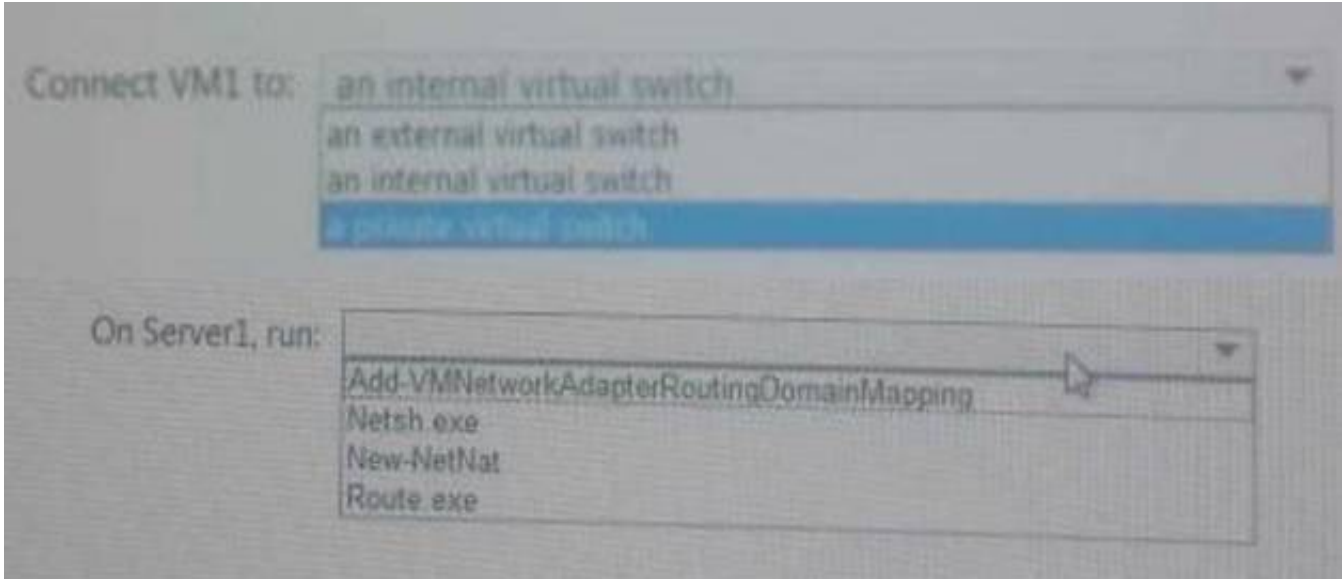 Connect VM1 to: an internal virtual switch
an external virtual switch
an internal virtual switch
a private virtual switch
On Server1, run:
Add-VMNetworkAdapterRoutingDomainMapping
Netsh.exe
New-NetNat
Route.exe